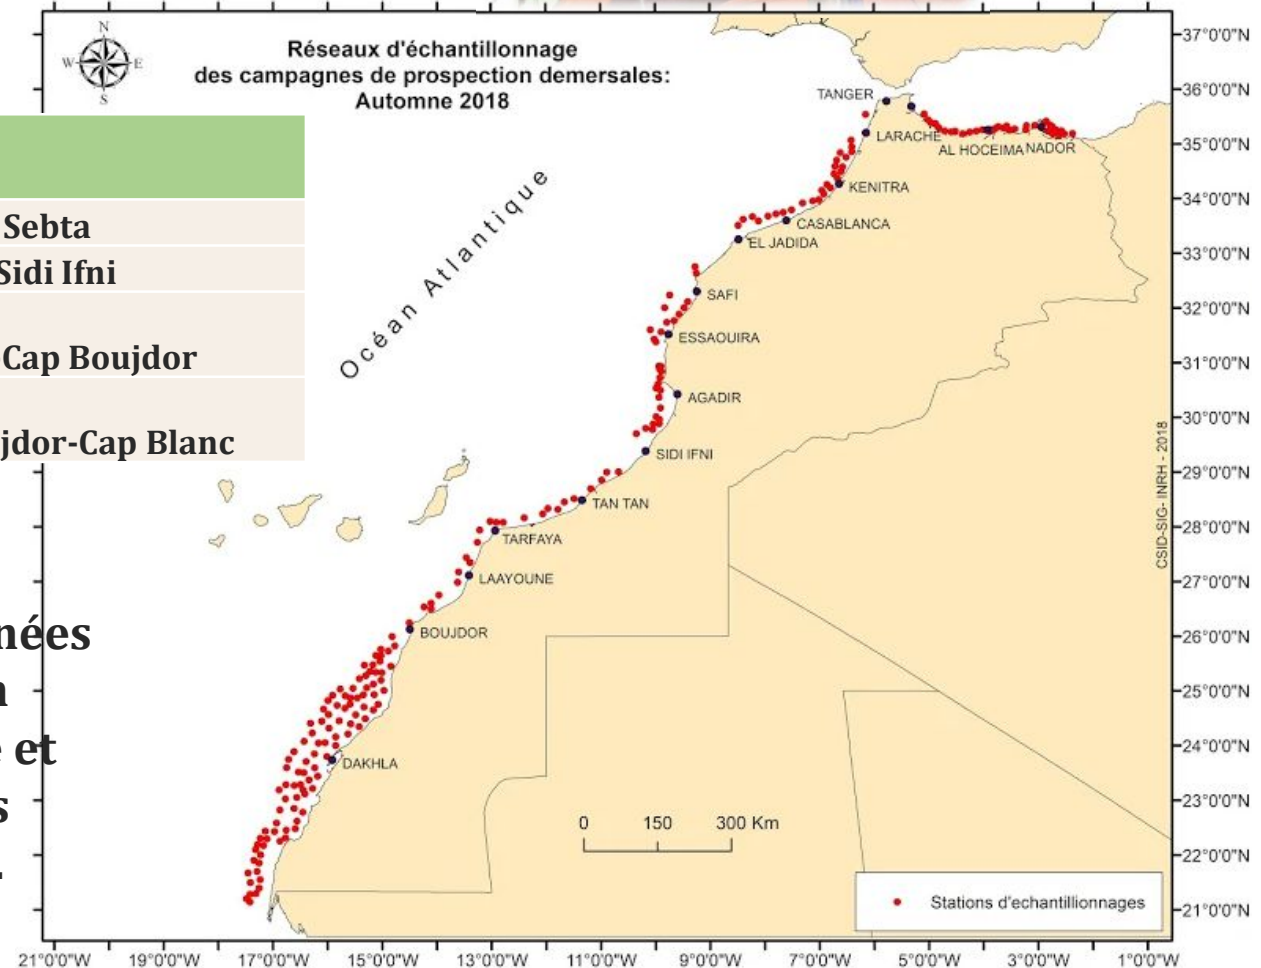 Réseaux d'échantillonnage
des campagnes de prospection demersales:
Automne 2018
N
W
E
S
Sebta
Sidi Ifni
Cap Boujdor
jdor-Cap Blanc
nées
et
Océan Atlantique
TANGER
LARACHE
AL HOCEIMA
NADOR
KENITRA
CASABLANCA
EL JADIDA
SAFI
ESSAOUIRA
AGADIR
SIDI IFNI
TAN TAN
TARFAYA
LAAYOUNE
BOUJDOR
DAKHLA
0 150 300 Km
Stations d'echantillionnages
CSID-SIG- INRH - 2018
37°0'0"N
36°0'0"N
35°0'0"N
34°0'0"N
33°0'0"N
32°0'0"N
31°0'0"N
30°0'0"N
29°0'0"N
28°0'0"N
27°0'0"N
26°0'0"N
25°0'0"N
24°0'0"N
23°0'0"N
22°0'0"N
21°0'0"N
21°0'0"W 19°0'0"W 17°0'0"W 15°0'0"W 13°0'0"W 11°0'0"W 9°0'0"W 7°0'0"W 5°0'0"W 3°0'0"W 1°0'0"W